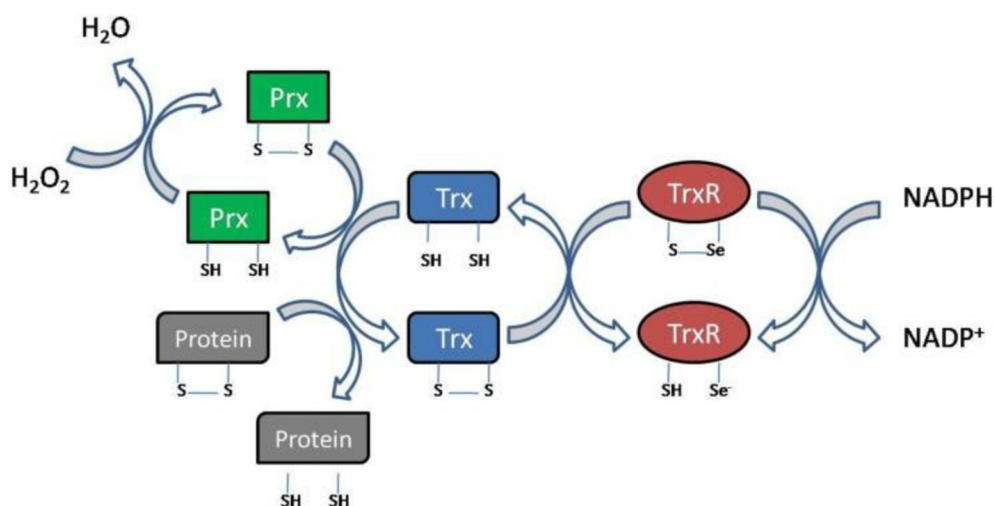 H₂O
Prx
S S
H₂O₂
Prx
SH SH
Trx
SH SH
TrxR
S Se
NADPH
Protein
S S
Trx
S S
TrxR
SH Se⁻
NADP⁺
Protein
SH SH